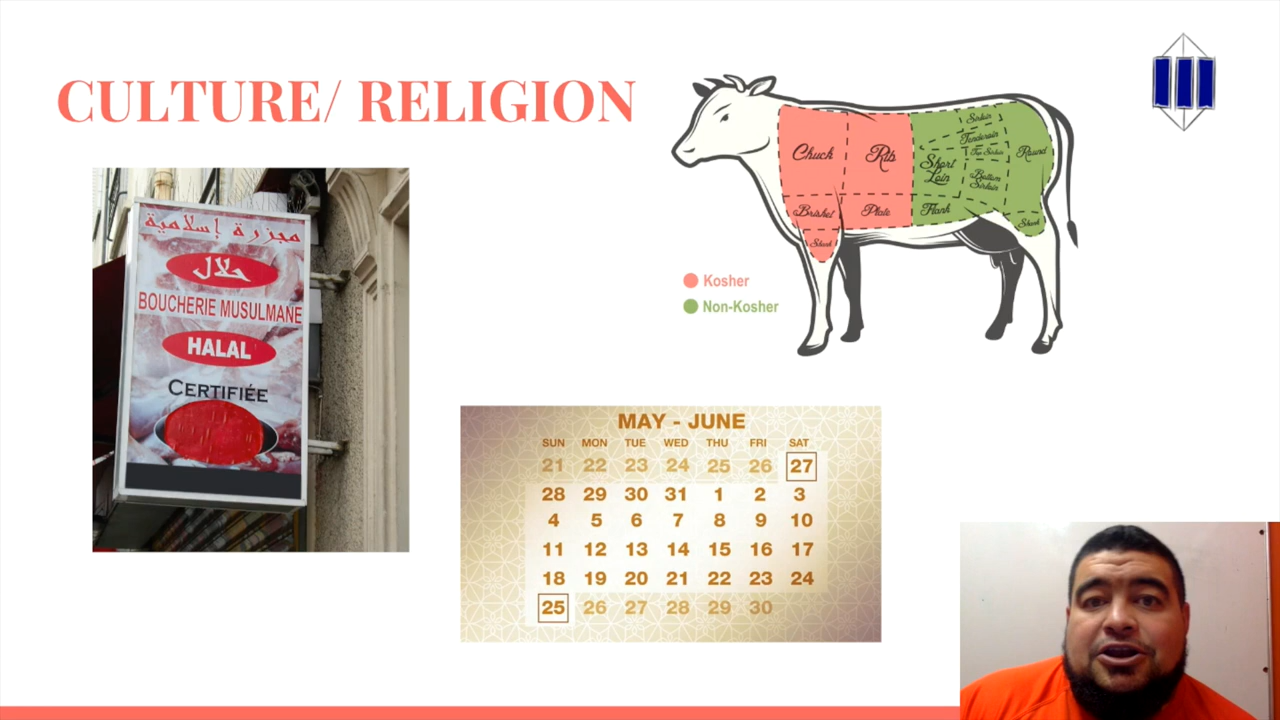 CULTURE/ RELIGION
مجزرة إسلامية
حلال
BOUCHERIE MUSULMANE
HALAL
CERTIFIÉE
Chuck
Rib
Brisket
Plate
Shank
Short
Loin
Sirloin
Tenderloin
Top Sirloin
Bottom
Sirloin
Round
Flank
Shank
Kosher
Non-Kosher
MAY - JUNE
SUN MON TUE WED THU FRI SAT
21 22 23 24 25 26 27
28 29 30 31 1 2 3
4 5 6 7 8 9 10
11 12 13 14 15 16 17
18 19 20 21 22 23 24
25 26 27 28 29 30